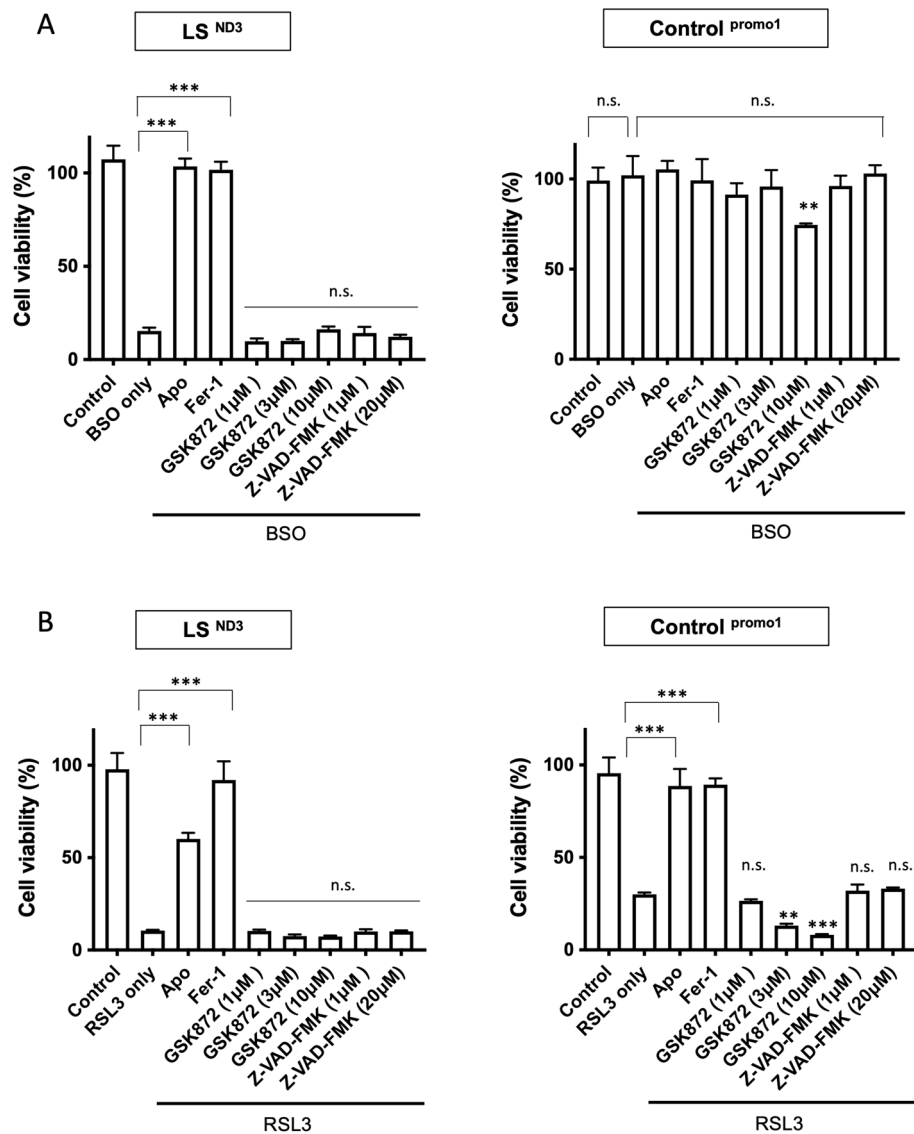 A
LS ND3
Control promo1
***
***
n.s.
n.s.
**
n.s.
Cell viability (%)
100
50
0
Control
BSO only
Apo
Fer-1
GSK872 (1µM )
GSK872 (3µM)
GSK872 (10µM)
Z-VAD-FMK (1µM )
Z-VAD-FMK (20µM)
BSO
Cell viability (%)
100
50
0
Control
BSO only
Apo
Fer-1
GSK872 (1µM )
GSK872 (3µM)
GSK872 (10µM)
Z-VAD-FMK (1µM )
Z-VAD-FMK (20µM)
BSO
B
LS ND3
Control promo1
***
***
n.s.
***
***
n.s.
**
***
n.s.
n.s.
Cell viability (%)
100
50
0
Control
RSL3 only
Apo
Fer-1
GSK872 (1µM )
GSK872 (3µM)
GSK872 (10µM)
Z-VAD-FMK (1µM )
Z-VAD-FMK (20µM)
RSL3
Cell viability (%)
100
50
0
Control
RSL3 only
Apo
Fer-1
GSK872 (1µM )
GSK872 (3µM)
GSK872 (10µM)
Z-VAD-FMK (1µM )
Z-VAD-FMK (20µM)
RSL3